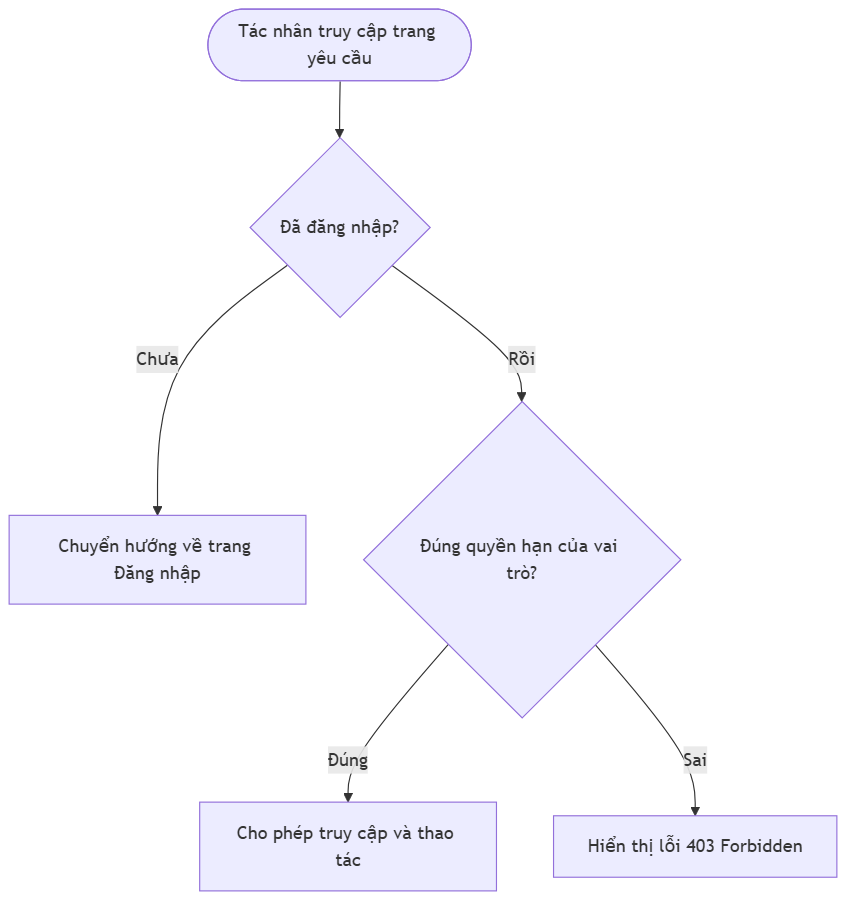 Tác nhân truy cập trang
yêu cầu
Đã đăng nhập?
Chưa
Rồi
Chuyển hướng về trang
Đăng nhập
Đúng quyền hạn của vai
trò?
Đúng
Sai
Cho phép truy cập và thao
tác
Hiển thị lỗi 403 Forbidden